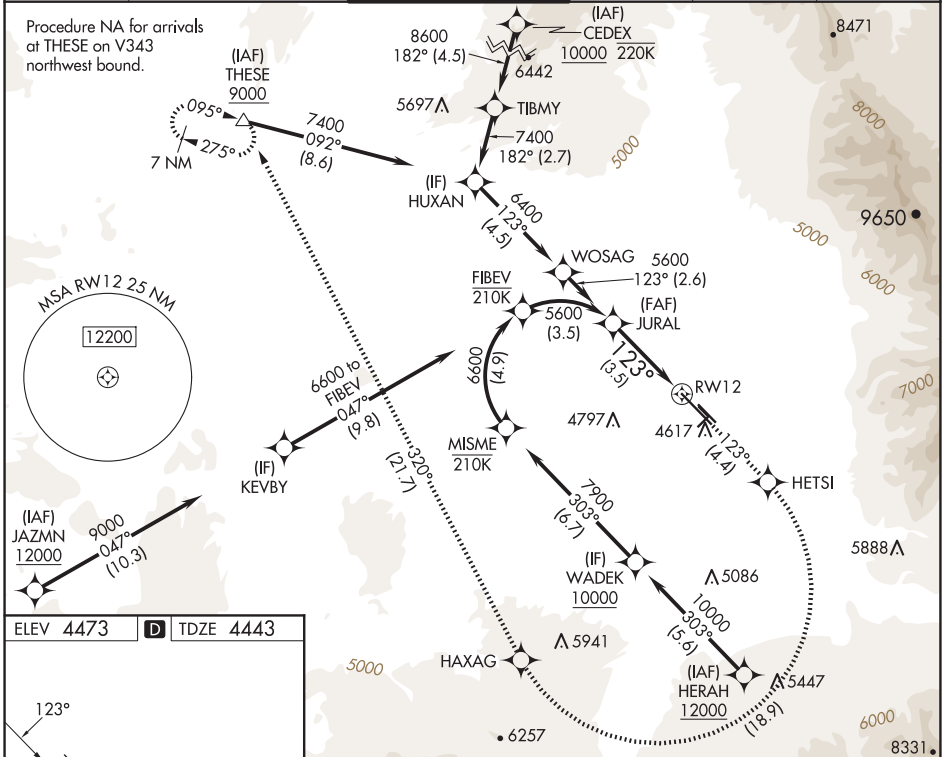 Procedure NA for arrivals
at THESE on V343
northwest bound.
(IAF)
THESE
9000
095°
275°
7 NM
7400
092°
(8.6)
(IAF)
CEDEX
10000 220K
8600
182° (4.5)
6442
5697
TIBMY
7400
182° (2.7)
5000
8471
8000
9650
5000
6000
7000
(IF)
HUXAN
6400
123°
(4.5)
WOSAG
5600
123° (2.6)
FIBEV
210K
5600
(3.5)
(FAF)
JURAL
123°
(3.5)
RW12
MSA RW12 25 NM
12200
6600
(4.9)
6600 to
FIBEV
047°
(9.8)
4797
4617
123°
(4.4)
MISME
210K
HETSI
(IF)
KEVBY
320°
(21.7)
7900
303°
(6.7)
(IAF)
JAZMN
12000
9000
047°
(10.3)
5888
(IF)
WADEK
10000
5086
10000
303°
(5.6)
ELEV 4473 D TDZE 4443
HAXAG
5941
5000
(IAF)
HERAH
12000
5447
(18.9)
6000
6257
8331
123°